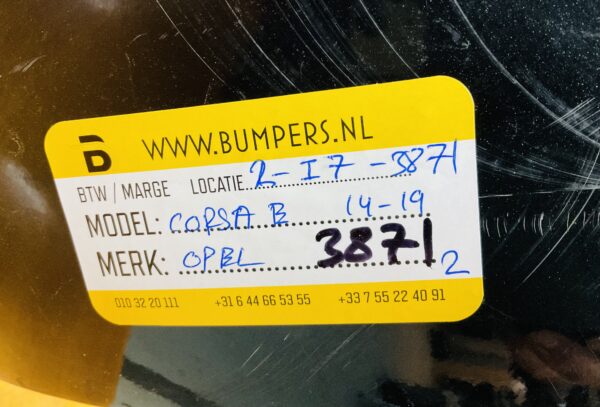 WWW.BUMPERS.NL
BTW / MARGE LOCATIE 2-I7-3871
MODEL: CORSA E 14-19
MERK: OPEL 3871 2
010 32 20 111 +31 6 44 66 53 55 +33 7 55 22 40 91